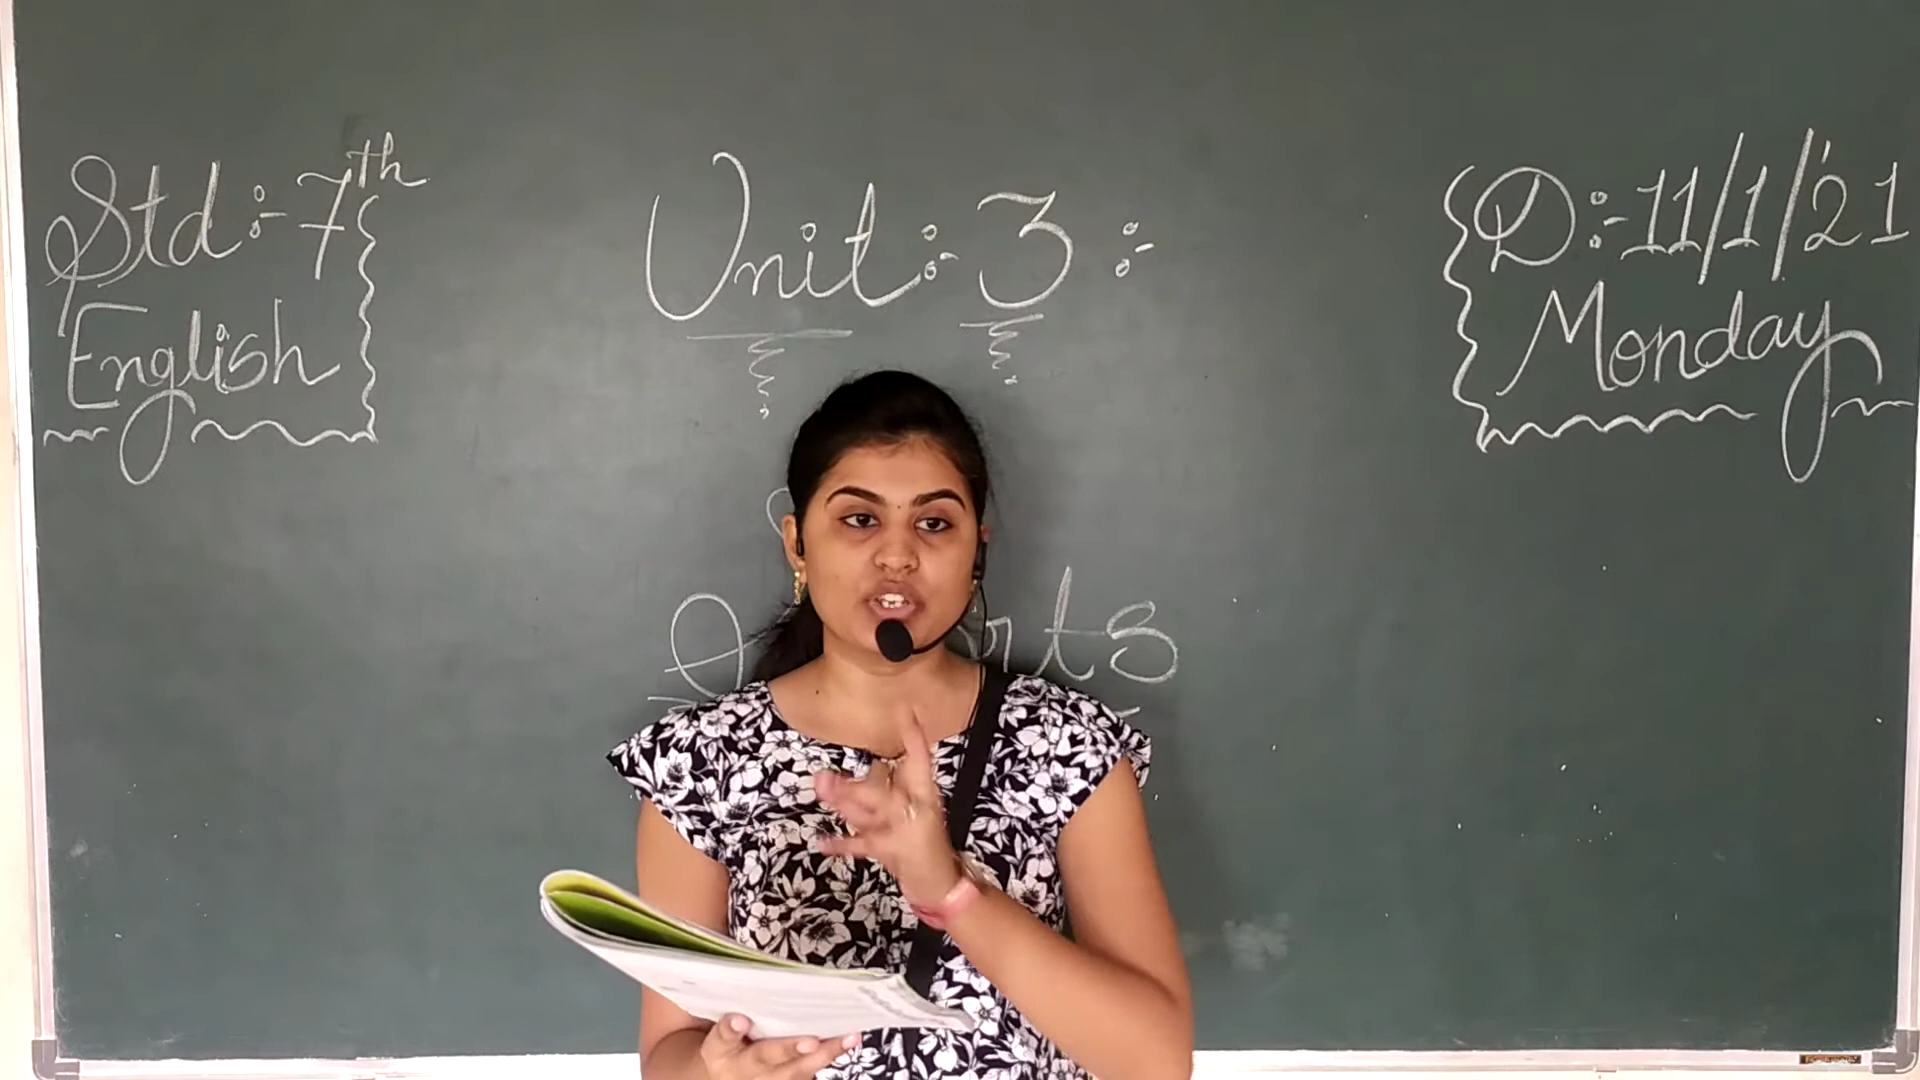 Std :- 7th
English
Unit :- 3 :-
D :- 11/1/'21
Monday